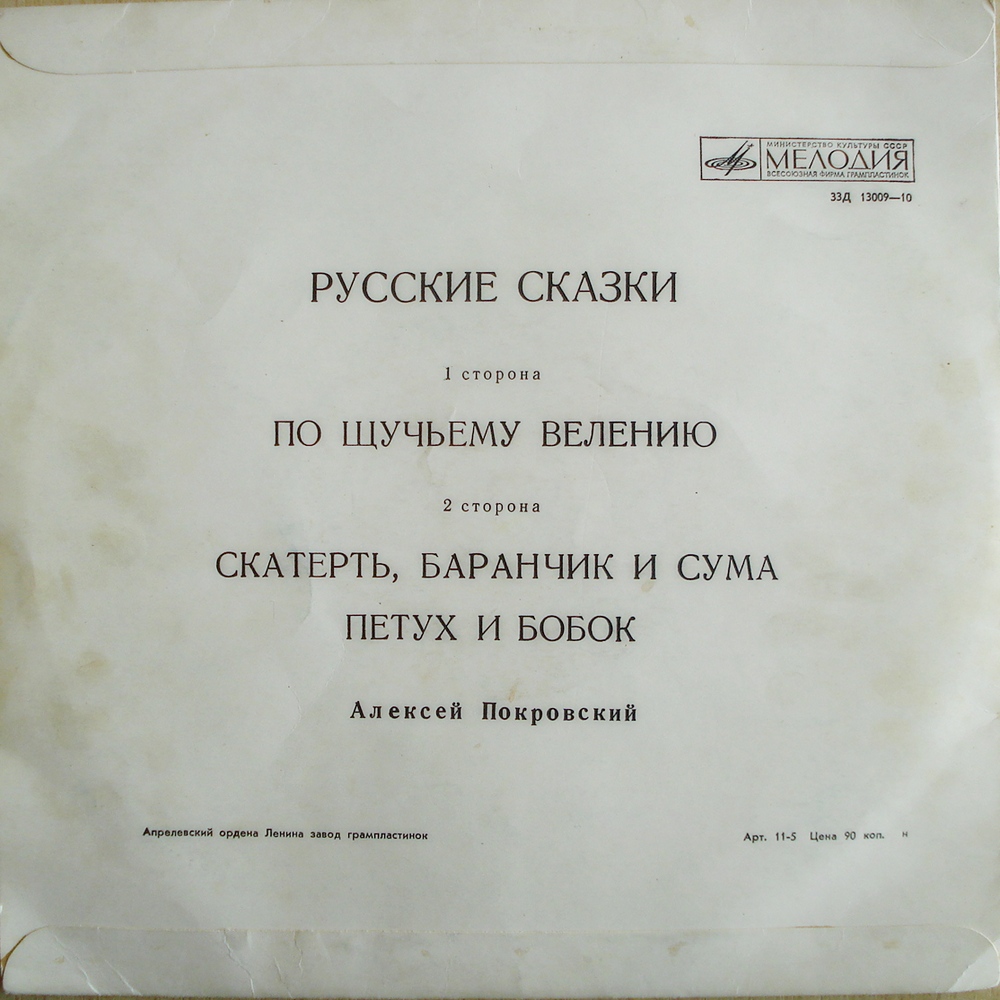 МИНИСТЕРСТВО КУЛЬТУРЫ СССР
МЕЛОДИЯ
ВСЕСОЮЗНАЯ ФИРМА ГРАМПЛАСТИНОК
33Д 13009—10
РУССКИЕ СКАЗКИ
1 сторона
ПО ЩУЧЬЕМУ ВЕЛЕНИЮ
2 сторона
СКАТЕРТЬ, БАРАНЧИК И СУМА
ПЕТУХ И БОБОК
Алексей Покровский
Апрелевский ордена Ленина завод грампластинок
Арт. 11-5 Цена 90 коп. н